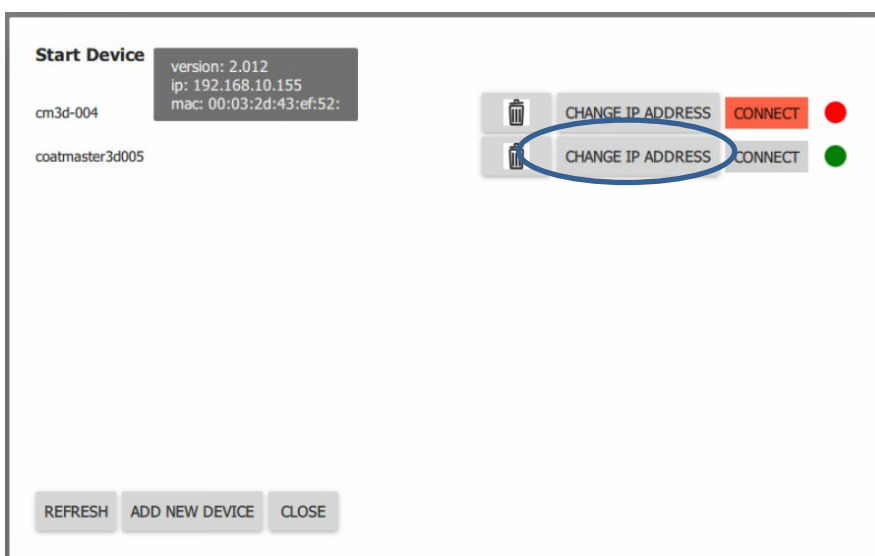 Start Device
version: 2.012
ip: 192.168.10.155
mac: 00:03:2d:43:ef:52:
cm3d-004 CHANGE IP ADDRESS CONNECT
coatmaster3d005 CHANGE IP ADDRESS CONNECT
REFRESH ADD NEW DEVICE CLOSE